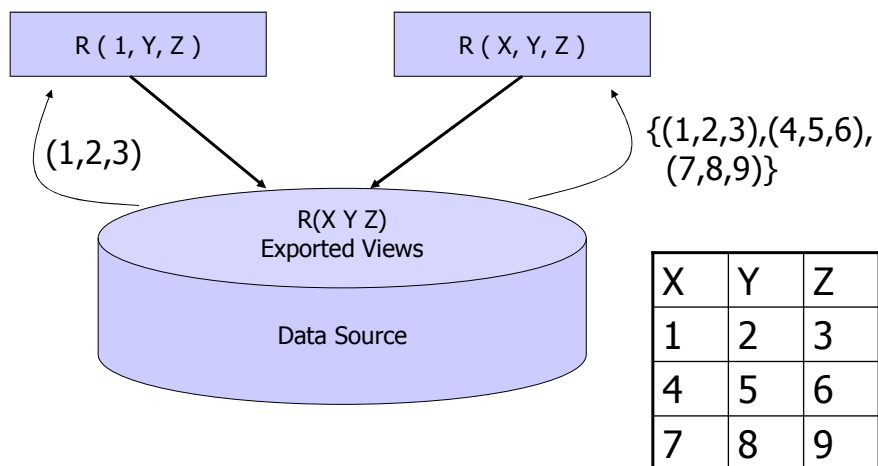 R ( 1, Y, Z )
R ( X, Y, Z )
(1,2,3)
{(1,2,3),(4,5,6),
(7,8,9)}
R(X Y Z)
Exported Views
Data Source
X Y Z
1 2 3
4 5 6
7 8 9